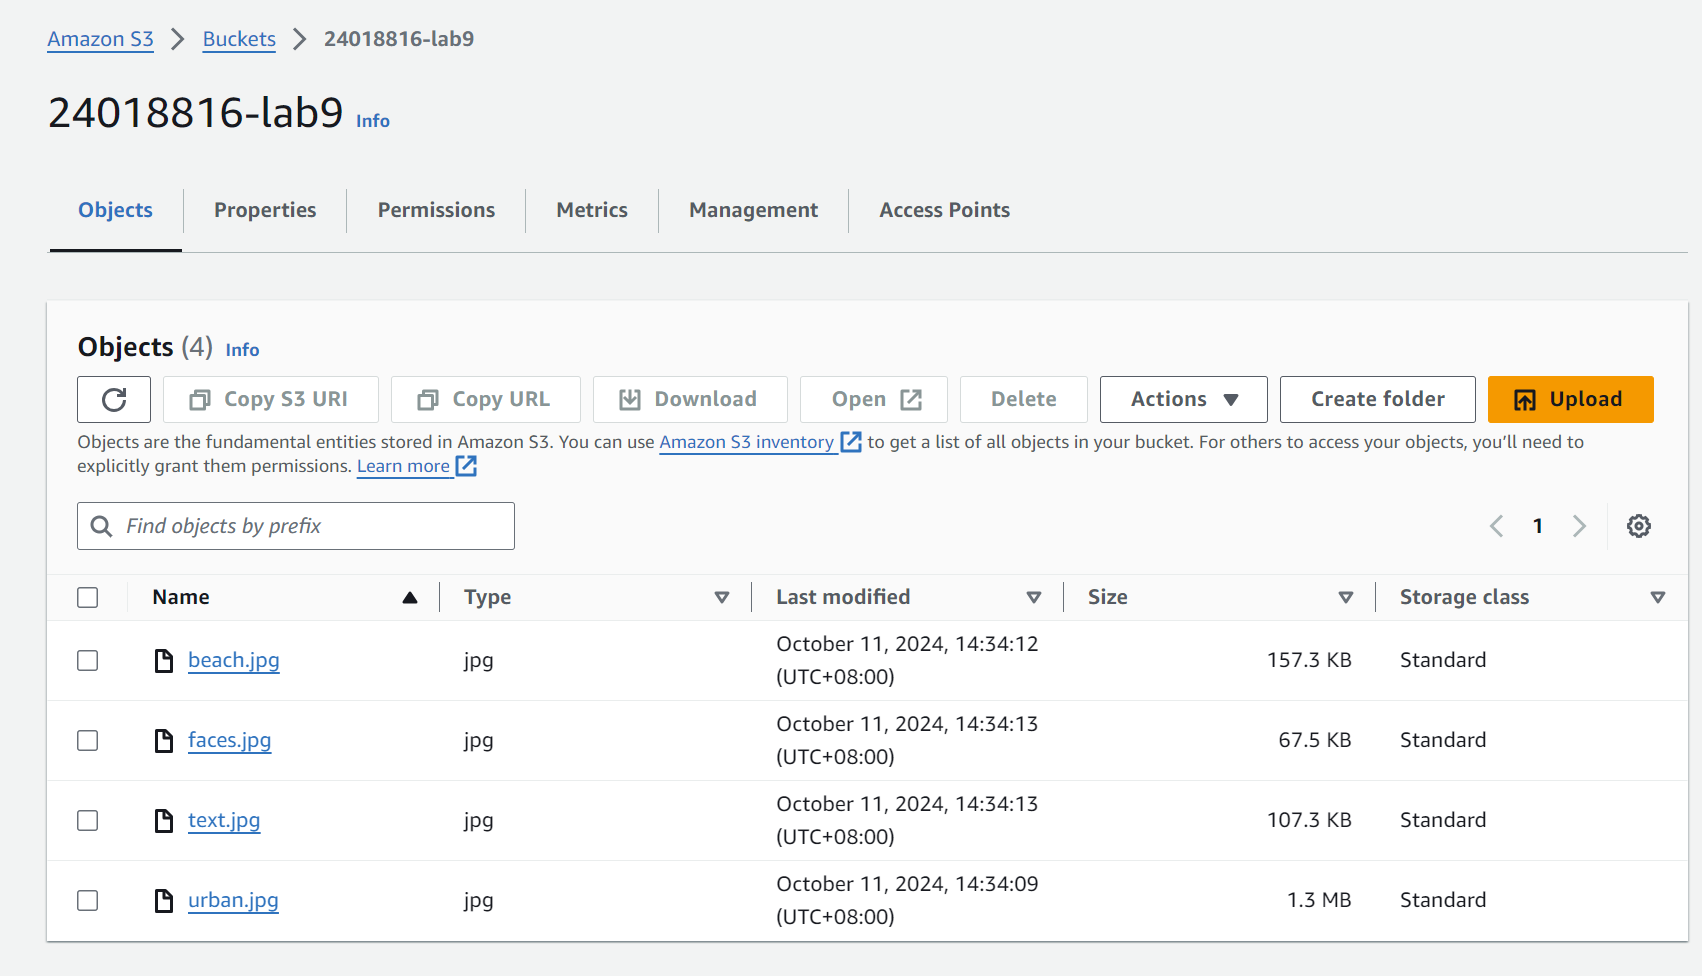 Amazon S3 > Buckets > 24018816-lab9
24018816-lab9 Info
Objects Properties Permissions Metrics Management Access Points
Objects (4) Info
Copy S3 URI Copy URL Download Open Delete Actions Create folder Upload
Objects are the fundamental entities stored in Amazon S3. You can use Amazon S3 inventory to get a list of all objects in your bucket. For others to access your objects, you’ll need to
explicitly grant them permissions. Learn more
Find objects by prefix 1
Name Type Last modified Size Storage class
beach.jpg jpg October 11, 2024, 14:34:12 (UTC+08:00) 157.3 KB Standard
faces.jpg jpg October 11, 2024, 14:34:13 (UTC+08:00) 67.5 KB Standard
text.jpg jpg October 11, 2024, 14:34:13 (UTC+08:00) 107.3 KB Standard
urban.jpg jpg October 11, 2024, 14:34:09 (UTC+08:00) 1.3 MB Standard